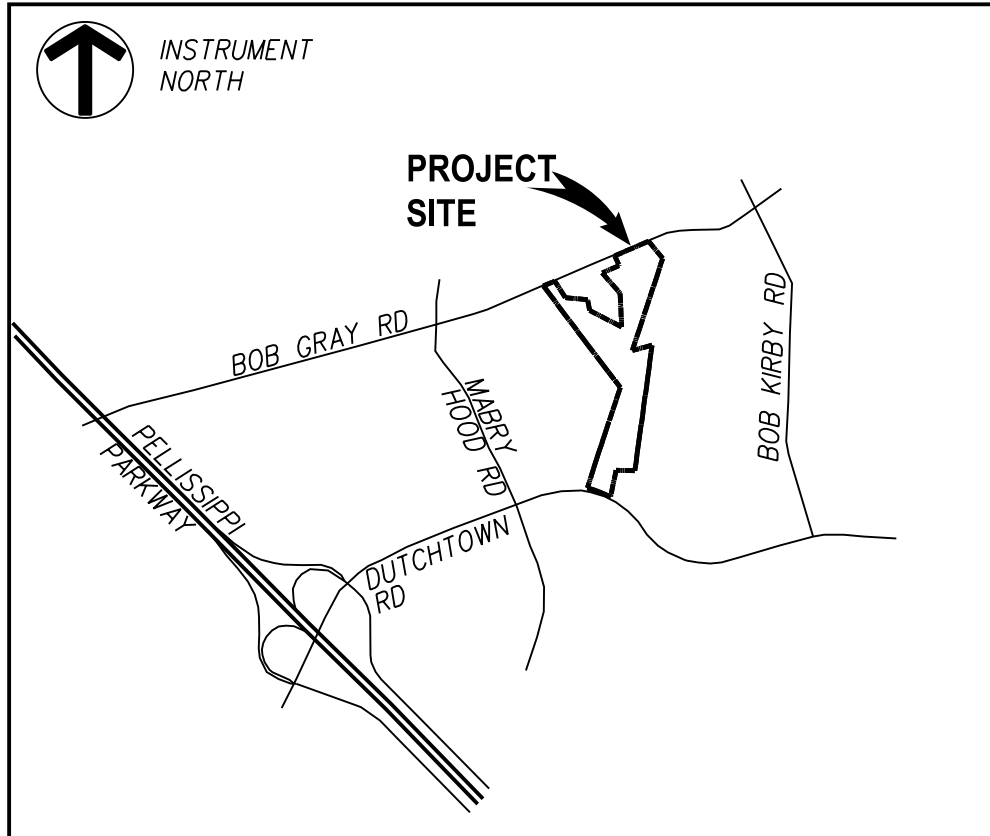 INSTRUMENT
NORTH
PROJECT
SITE
BOB GRAY RD
MABRY
HOOD RD
BOB KIRBY RD
PELLISSIPPI
PARKWAY
DUTCHTOWN
RD